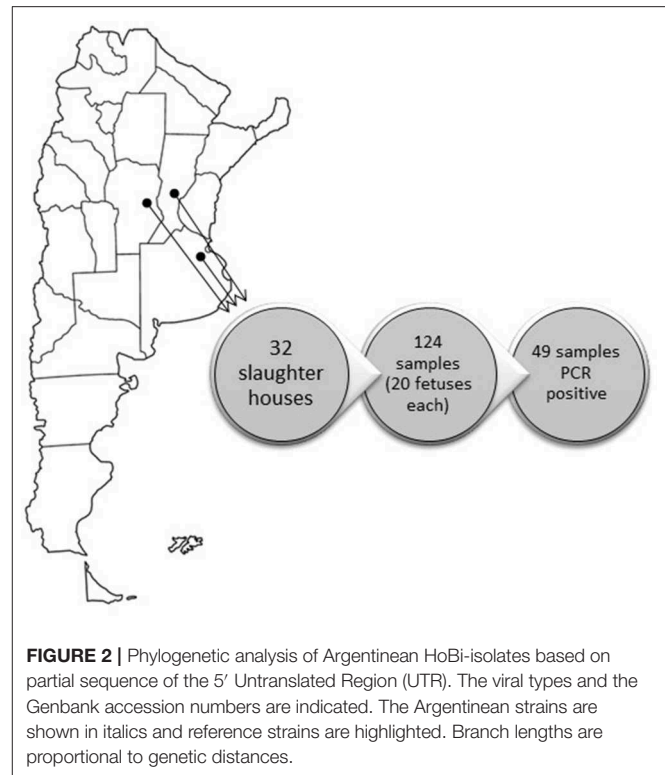 32
slaughter
houses
124
samples
(20 fetuses
each)
49 samples
PCR
positive
FIGURE 2 | Phylogenetic analysis of Argentinean HoBi-isolates based on
partial sequence of the 5′ Untranslated Region (UTR). The viral types and the
Genbank accession numbers are indicated. The Argentinean strains are
shown in italics and reference strains are highlighted. Branch lengths are
proportional to genetic distances.